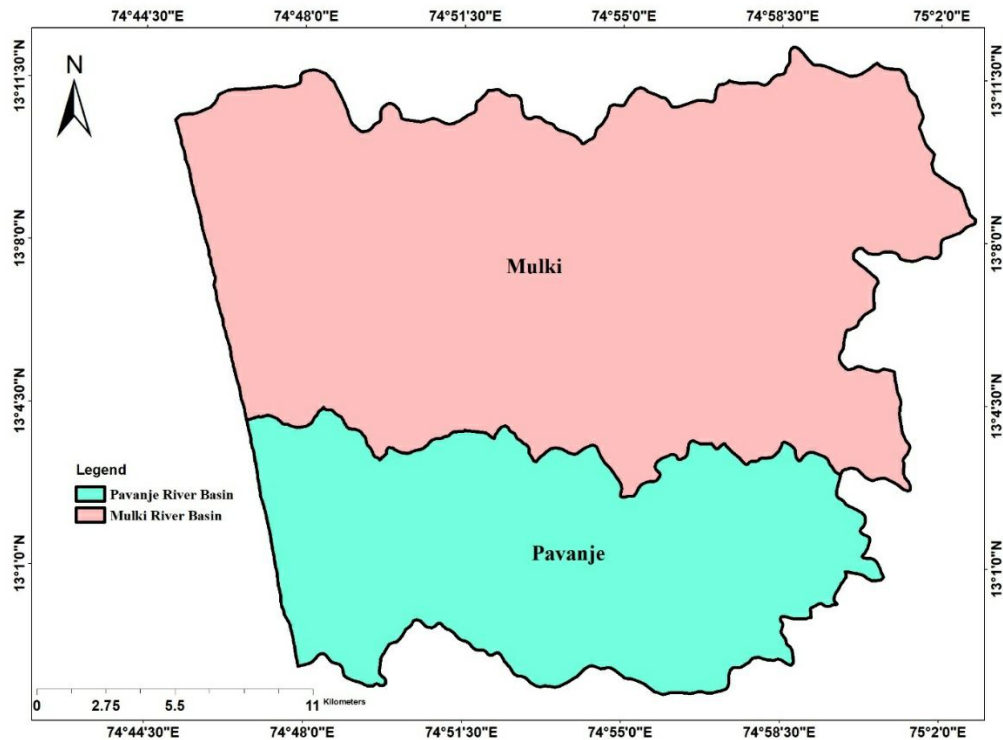 74°44'30"E 74°48'0"E 74°51'30"E 74°55'0"E 74°58'30"E 75°2'0"E
N
13°11'30"N 13°11'30"N
13°8'0"N 13°8'0"N
Mulki
13°4'30"N 13°4'30"N
Legend
Pavanje River Basin
Mulki River Basin
Pavanje
13°1'0"N 13°1'0"N
0 2.75 5.5 11 Kilometers
74°44'30"E 74°48'0"E 74°51'30"E 74°55'0"E 74°58'30"E 75°2'0"E